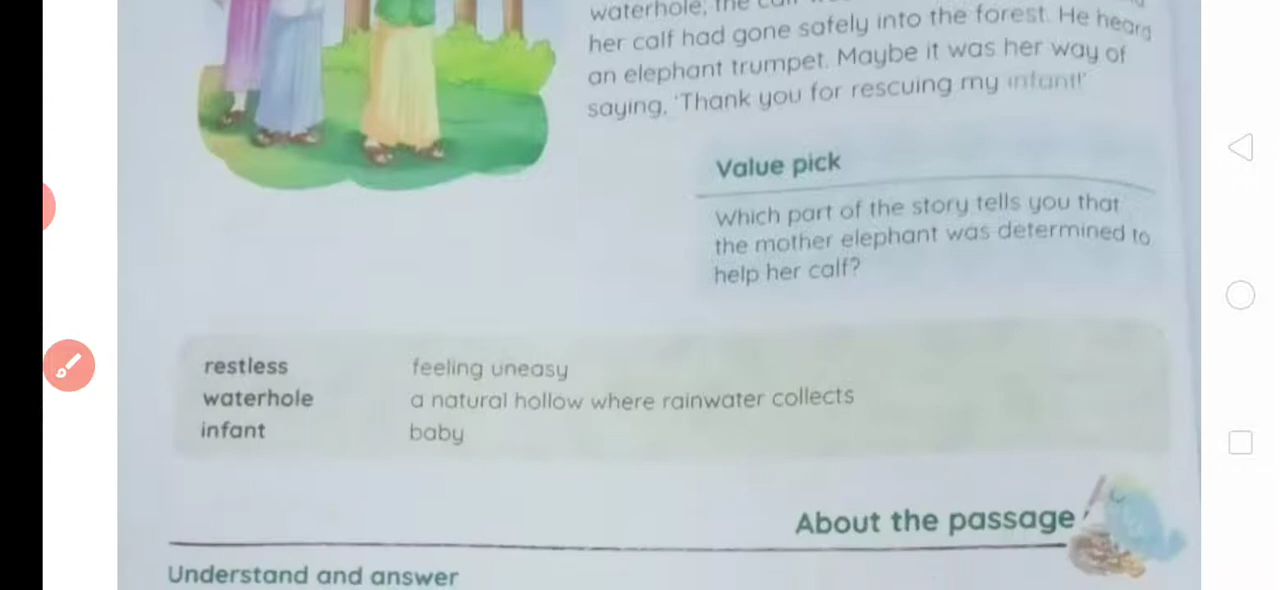 waterhole, the
her calf had gone safely into the forest. He heard
an elephant trumpet. Maybe it was her way of
saying, 'Thank you for rescuing my infant!'
Value pick
Which part of the story tells you that
the mother elephant was determined to
help her calf?
restless feeling uneasy
waterhole a natural hollow where rainwater collects
infant baby
About the passage
Understand and answer